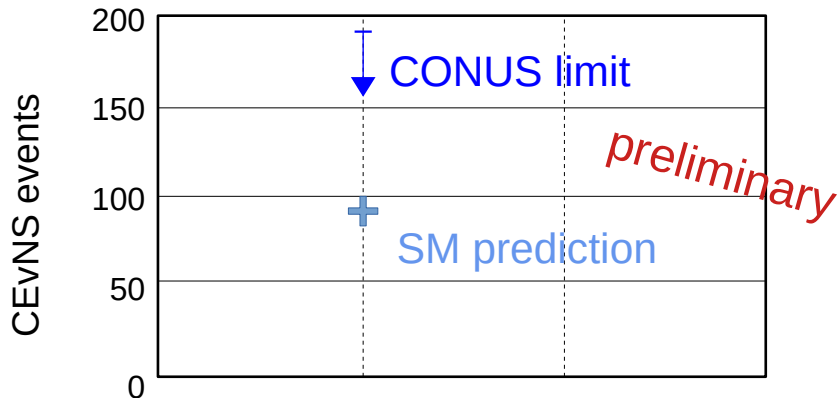 200
CONUS limit
150
preliminary
100
SM prediction
50
0
CEvNS events